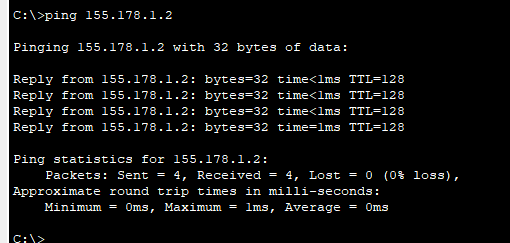 C:\>ping 155.178.1.2
Pinging 155.178.1.2 with 32 bytes of data:
Reply from 155.178.1.2: bytes=32 time<1ms TTL=128
Reply from 155.178.1.2: bytes=32 time<1ms TTL=128
Reply from 155.178.1.2: bytes=32 time<1ms TTL=128
Reply from 155.178.1.2: bytes=32 time=1ms TTL=128
Ping statistics for 155.178.1.2:
    Packets: Sent = 4, Received = 4, Lost = 0 (0% loss),
Approximate round trip times in milli-seconds:
    Minimum = 0ms, Maximum = 1ms, Average = 0ms
C:\>